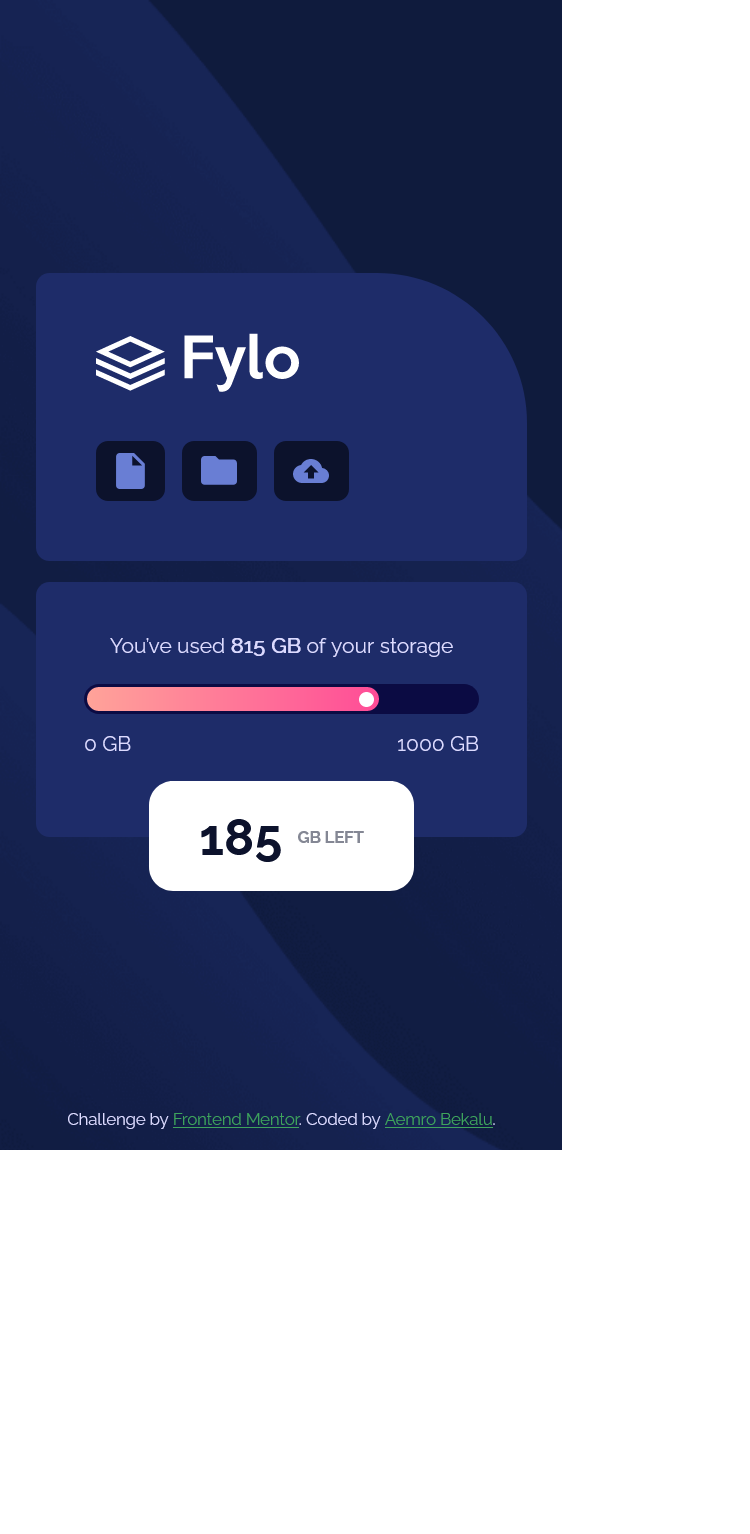 Fylo
You’ve used 815 GB of your storage
0 GB 1000 GB
185 GB LEFT
Challenge by Frontend Mentor. Coded by Aemro Bekalu.